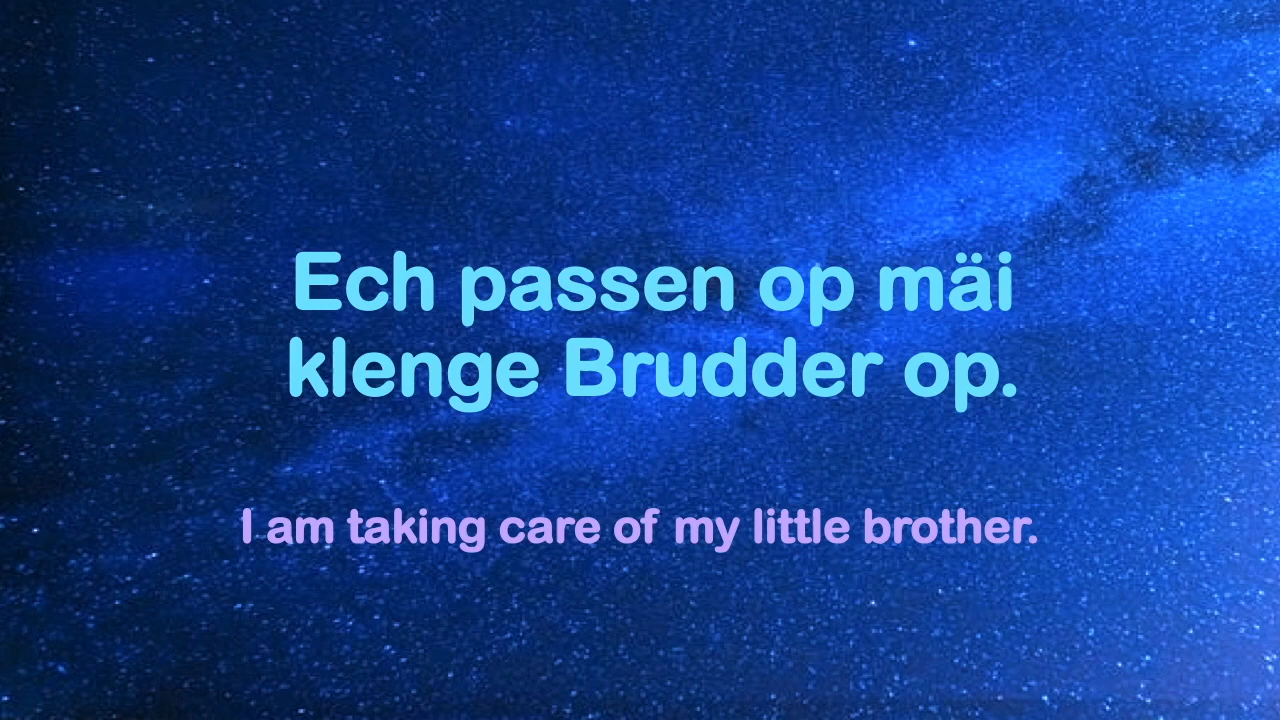 Ech passen op mäi
klenge Brudder op.
I am taking care of my little brother.